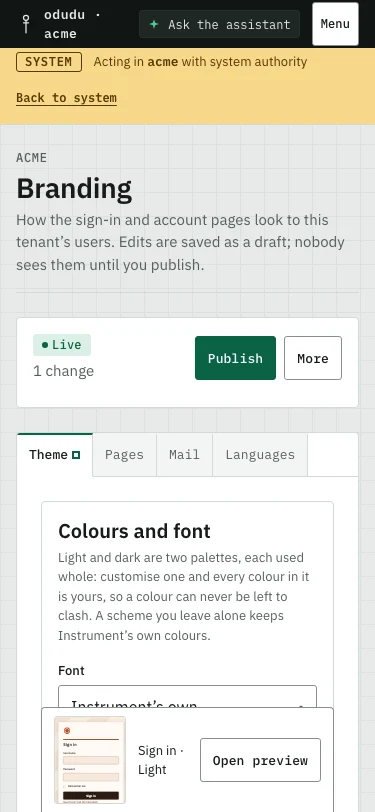 odudu ·
acme
Ask the assistant
Menu
SYSTEM Acting in acme with system authority
Back to system
ACME
Branding
How the sign-in and account pages look to this
tenant’s users. Edits are saved as a draft; nobody
sees them until you publish.
Live
1 change
Publish
More
Theme
Pages
Mail
Languages
Colours and font
Light and dark are two palettes, each used
whole: customise one and every colour in it
is yours, so a colour can never be left to
clash. A scheme you leave alone keeps
Instrument’s own colours.
Font
Instrument’s own
Sign in
Sign in ·
Light
Open preview